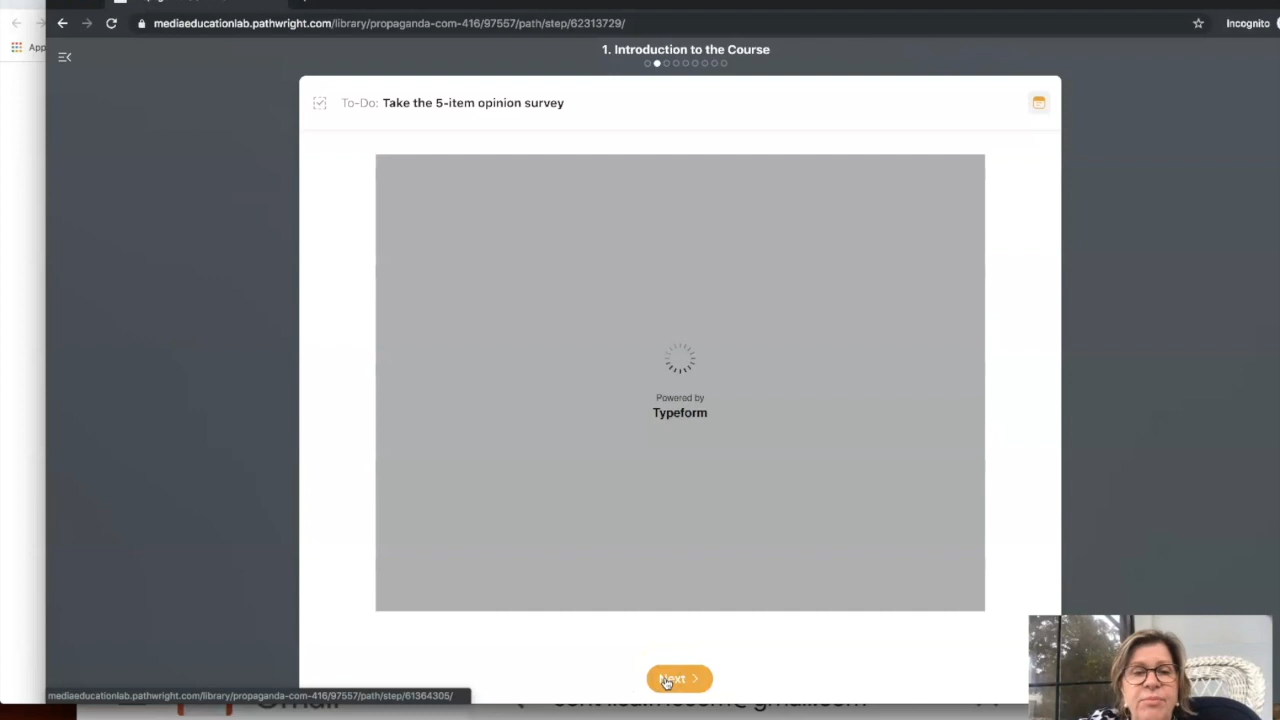 mediaeducationlab.pathwright.com/library/propaganda-com-416/97557/path/step/62313729/
Incognito
App
1. Introduction to the Course
To-Do: Take the 5-item opinion survey
Powered by
Typeform
Next
mediaeducationlab.pathwright.com/library/propaganda-com-416/97557/path/step/61364305/